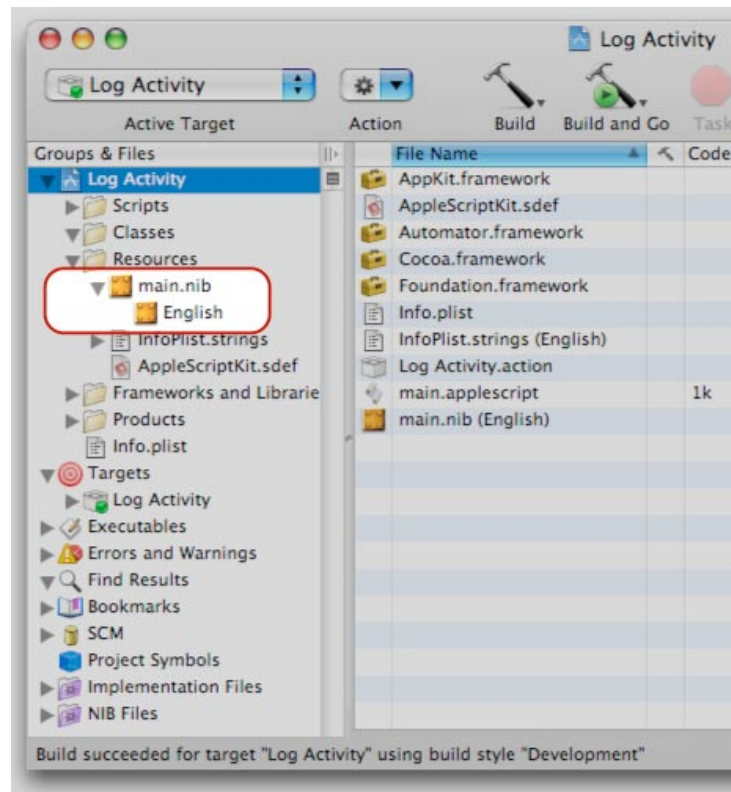 Log Activity
Log Activity
Active Target
Action
Build
Build and Go
Task
Groups & Files
File Name
Code
Log Activity
Scripts
Classes
Resources
main.nib
English
InfoPlist.strings
AppleScriptKit.sdef
Frameworks and Librarie
Products
Info.plist
Targets
Log Activity
Executables
Errors and Warnings
Find Results
Bookmarks
SCM
Project Symbols
Implementation Files
NIB Files
AppKit.framework
AppleScriptKit.sdef
Automator.framework
Cocoa.framework
Foundation.framework
Info.plist
InfoPlist.strings (English)
Log Activity.action
main.applescript 1k
main.nib (English)
Build succeeded for target "Log Activity" using build style "Development"